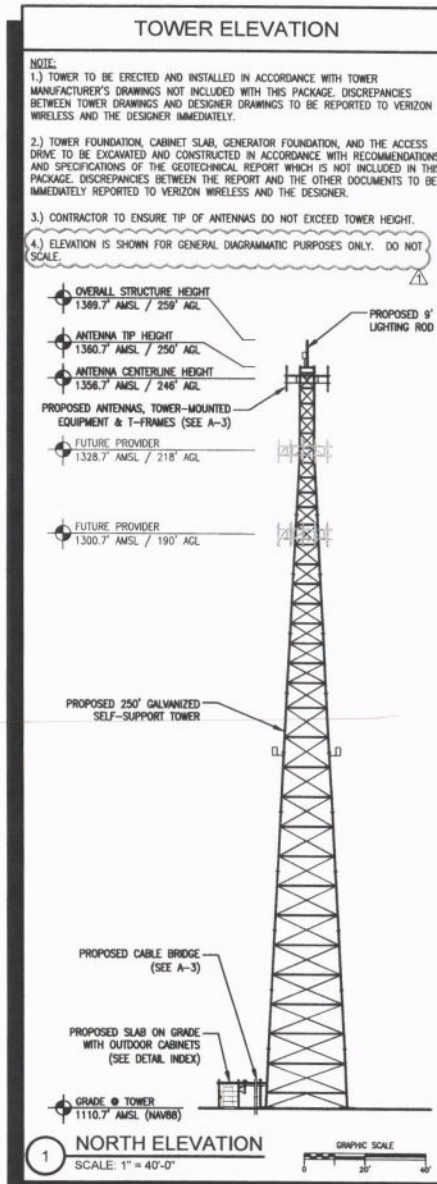 TOWER ELEVATION
NOTE:
1.) TOWER TO BE ERECTED AND INSTALLED IN ACCORDANCE WITH TOWER
MANUFACTURER'S DRAWINGS NOT INCLUDED WITH THIS PACKAGE. DISCREPANCIES
BETWEEN TOWER DRAWINGS AND DESIGNER DRAWINGS TO BE REPORTED TO VERIZON
WIRELESS AND THE DESIGNER IMMEDIATELY.
2.) TOWER FOUNDATION, CABINET SLAB, GENERATOR FOUNDATION, AND THE ACCESS
DRIVE TO BE EXCAVATED AND CONSTRUCTED IN ACCORDANCE WITH RECOMMENDATIONS
AND SPECIFICATIONS OF THE GEOTECHNICAL REPORT WHICH IS NOT INCLUDED IN THIS
PACKAGE. DISCREPANCIES BETWEEN THE REPORT AND THE OTHER DOCUMENTS TO BE
IMMEDIATELY REPORTED TO VERIZON WIRELESS AND THE DESIGNER.
3.) CONTRACTOR TO ENSURE TIP OF ANTENNAS DO NOT EXCEED TOWER HEIGHT.
4.) ELEVATION IS SHOWN FOR GENERAL DIAGRAMMATIC PURPOSES ONLY. DO NOT
SCALE.
1
OVERALL STRUCTURE HEIGHT
1369.7' AMSL / 259' AGL
PROPOSED 9'
LIGHTING ROD
ANTENNA TIP HEIGHT
1360.7' AMSL / 250' AGL
ANTENNA CENTERLINE HEIGHT
1356.7' AMSL / 246' AGL
PROPOSED ANTENNAS, TOWER-MOUNTED
EQUIPMENT & T-FRAMES (SEE A-3)
FUTURE PROVIDER
1328.7' AMSL / 218' AGL
FUTURE PROVIDER
1300.7' AMSL / 190' AGL
PROPOSED 250' GALVANIZED
SELF-SUPPORT TOWER
PROPOSED CABLE BRIDGE
(SEE A-3)
PROPOSED SLAB ON GRADE
WITH OUTDOOR CABINETS
(SEE DETAIL INDEX)
GRADE @ TOWER
1110.7' AMSL (NAV88)
1 NORTH ELEVATION
SCALE: 1" = 40'-0"
GRAPHIC SCALE
0 20' 40'